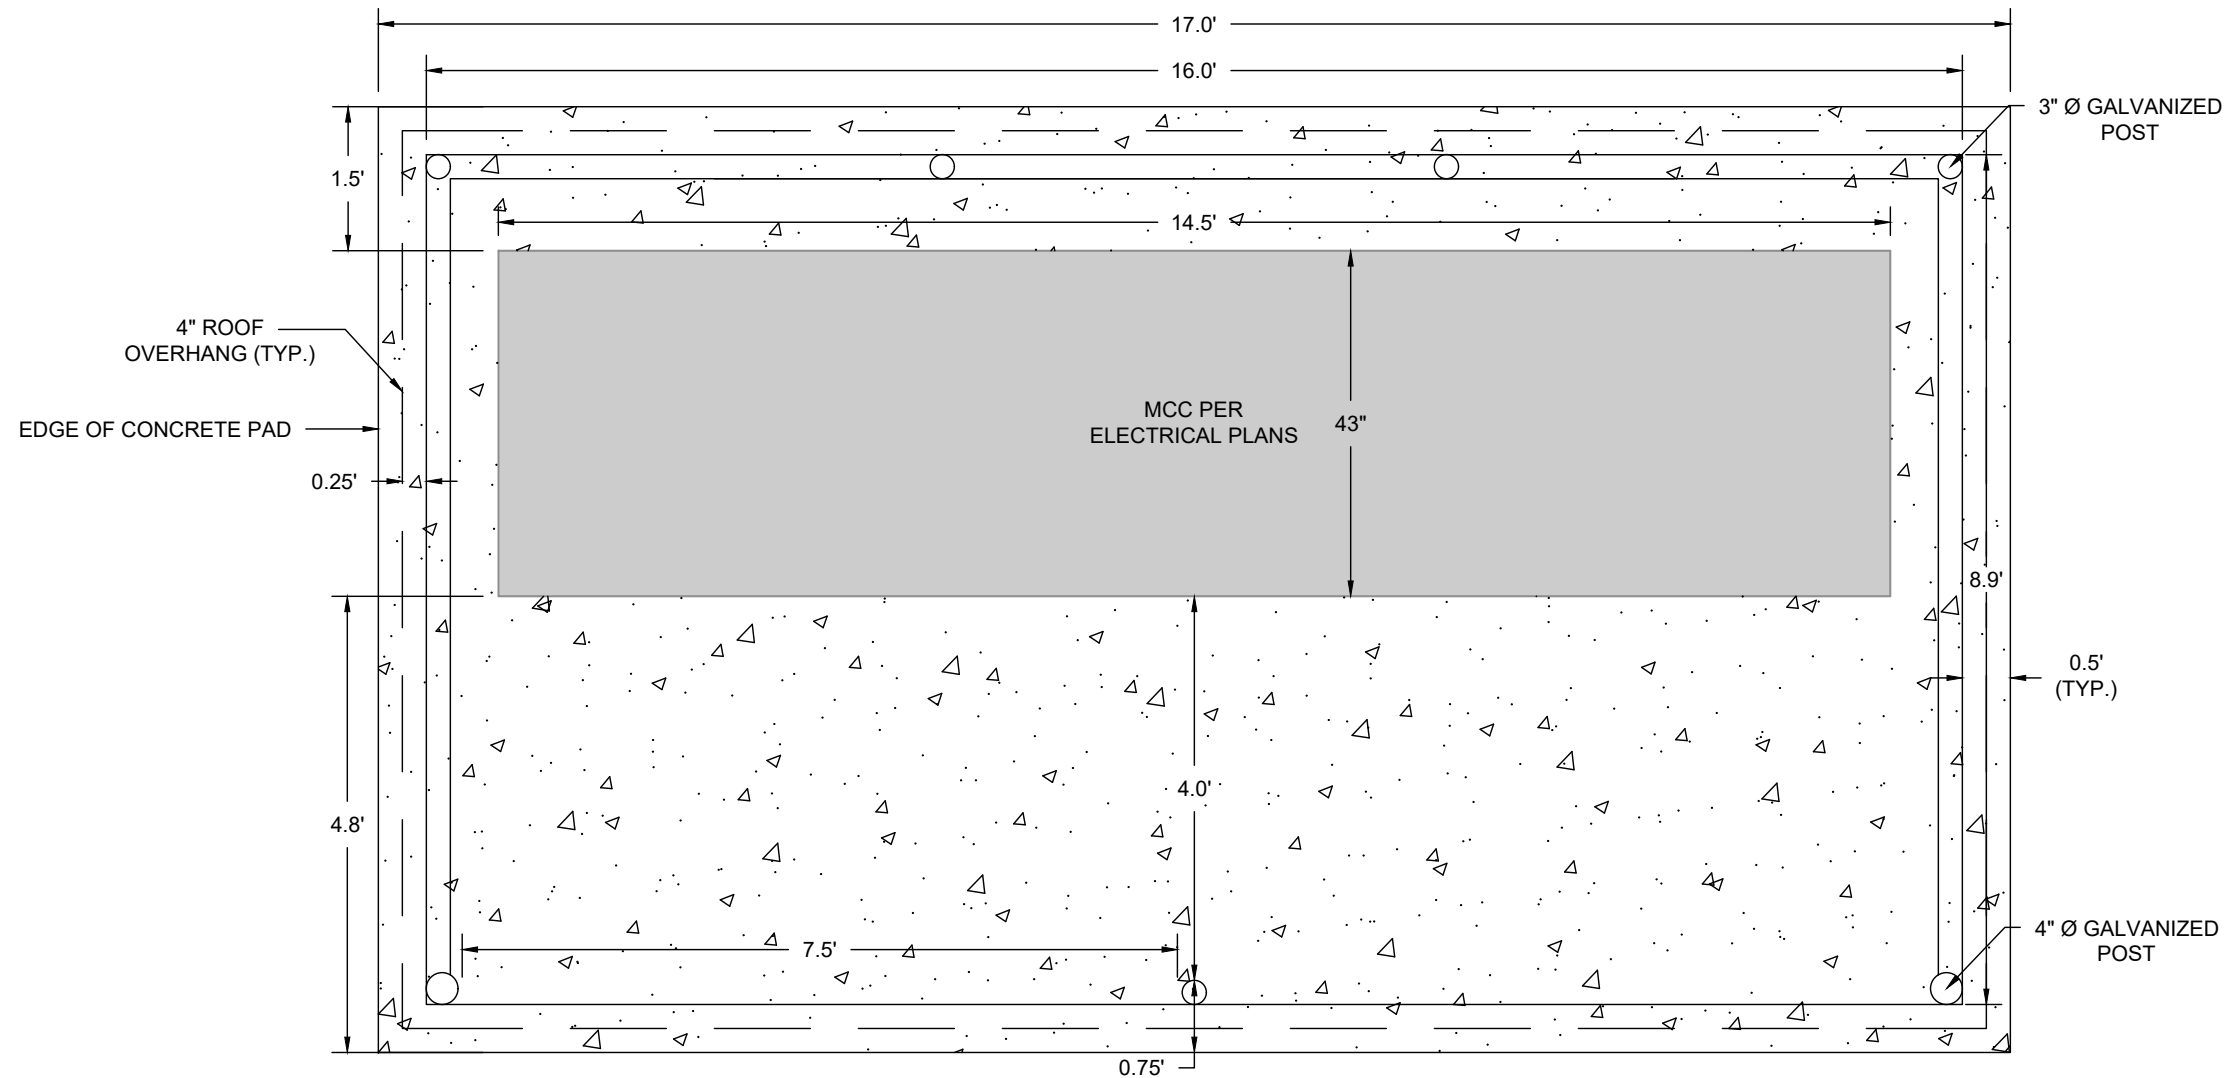 17.0'
16.0'
3" Ø GALVANIZED
POST
1.5'
14.5'
4" ROOF
OVERHANG (TYP.)
MCC PER
ELECTRICAL PLANS
43"
EDGE OF CONCRETE PAD
0.25'
8.9'
0.5'
(TYP.)
4.0'
4.8'
7.5'
4" Ø GALVANIZED
POST
0.75'